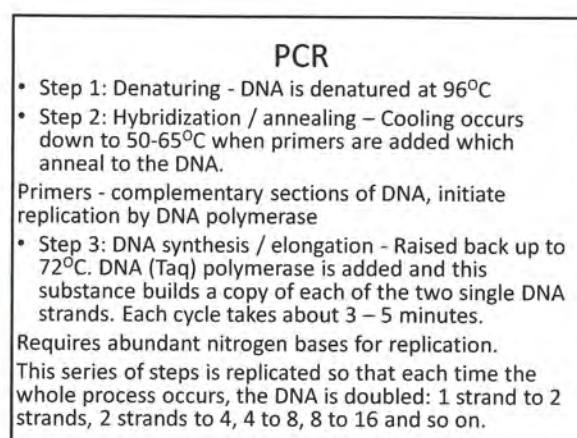 PCR
• Step 1: Denaturing - DNA is denatured at 96⁰C
• Step 2: Hybridization / annealing – Cooling occurs
down to 50-65⁰C when primers are added which
anneal to the DNA.
Primers - complementary sections of DNA, initiate
replication by DNA polymerase
• Step 3: DNA synthesis / elongation - Raised back up to
72⁰C. DNA (Taq) polymerase is added and this
substance builds a copy of each of the two single DNA
strands. Each cycle takes about 3 – 5 minutes.
Requires abundant nitrogen bases for replication.
This series of steps is replicated so that each time the
whole process occurs, the DNA is doubled: 1 strand to 2
strands, 2 strands to 4, 4 to 8, 8 to 16 and so on.